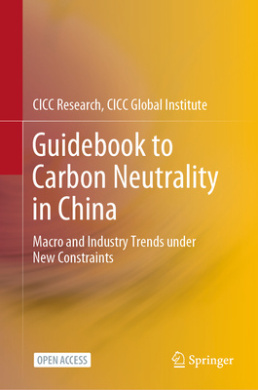 CICC Research, CICC Global Institute
Guidebook to
Carbon Neutrality
in China
Macro and Industry Trends under
New Constraints
OPEN ACCESS
Springer